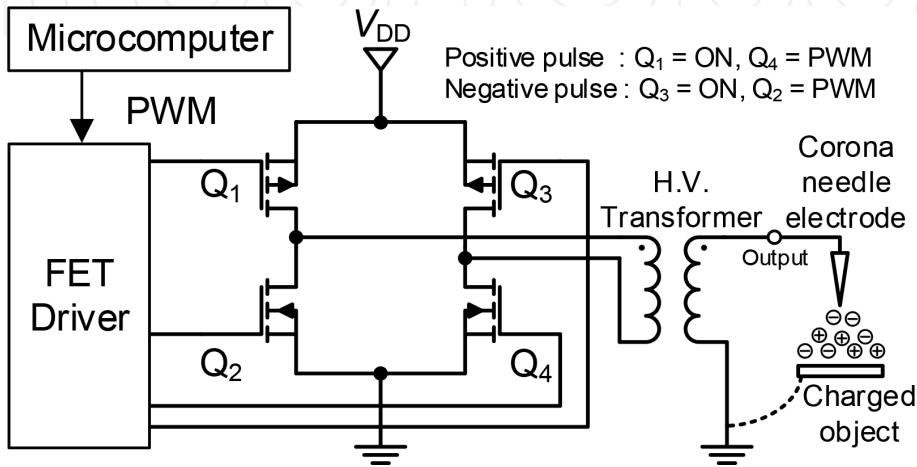 Microcomputer
V_DD
Positive pulse : Q₁ = ON, Q₄ = PWM
Negative pulse : Q₃ = ON, Q₂ = PWM
PWM
Q₁
Q₃
H.V.
Transformer
Corona
needle
electrode
Output
FET
Driver
Q₂
Q₄
Charged
object